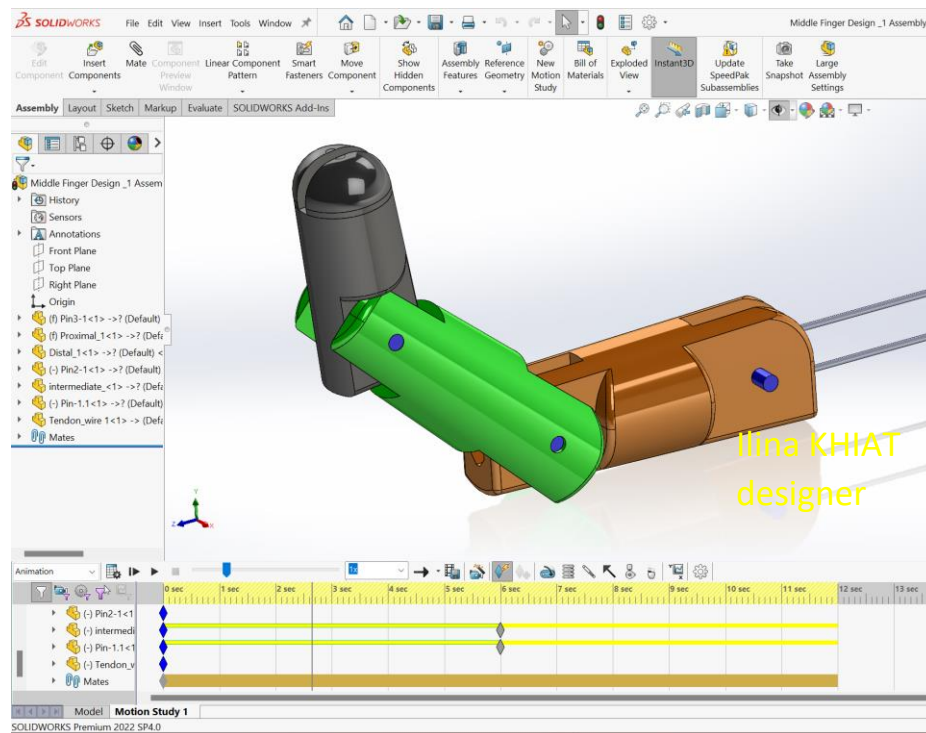 SOLIDWORKS File Edit View Insert Tools Window Middle Finger Design _1 Assembly
Edit Component Insert Components Mate Component Preview Window Linear Component Pattern Smart Fasteners Move Component Show Hidden Components Assembly Features Reference Geometry New Motion Study Bill of Materials Exploded View Instant3D Update SpeedPak Subassemblies Take Snapshot Large Assembly Settings
Assembly Layout Sketch Markup Evaluate SOLIDWORKS Add-Ins
Middle Finger Design _1 Assem
History
Sensors
Annotations
Front Plane
Top Plane
Right Plane
Origin
(f) Pin3-1<1> ->? (Default)
(f) Proximal_1<1> ->? (Defa
Distal_1<1> ->? (Default) <
(-) Pin2-1<1> ->? (Default)
intermediate_<1> ->? (Defa
(-) Pin-1.1<1> ->? (Default)
Tendon_wire 1<1> -> (Defa
Mates
Ilina KHIAT
designer
Y
Z X
Animation 1x
0 sec 1 sec 2 sec 3 sec 4 sec 5 sec 6 sec 7 sec 8 sec 9 sec 10 sec 11 sec 12 sec 13 sec
(-) Pin2-1<1
(-) intermedi
(-) Pin-1.1<1
(-) Tendon_v
Mates
Model Motion Study 1
SOLIDWORKS Premium 2022 SP4.0